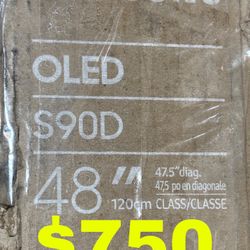 OLED
S90D
48" 47.5" diag.
47,5 po en diagonale
120cm CLASS/CLASSE
$750